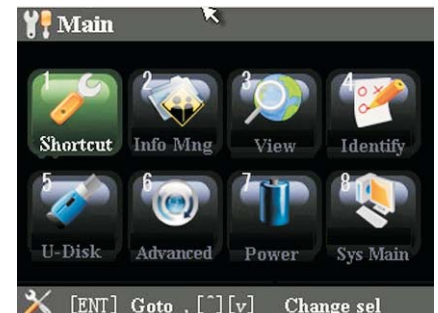 Main
1 2 3 4
Shortcut Info Mng View Identify
5 6 7 8
U-Disk Advanced Power Sys Main
[ENT] Goto , [^][v] Change sel